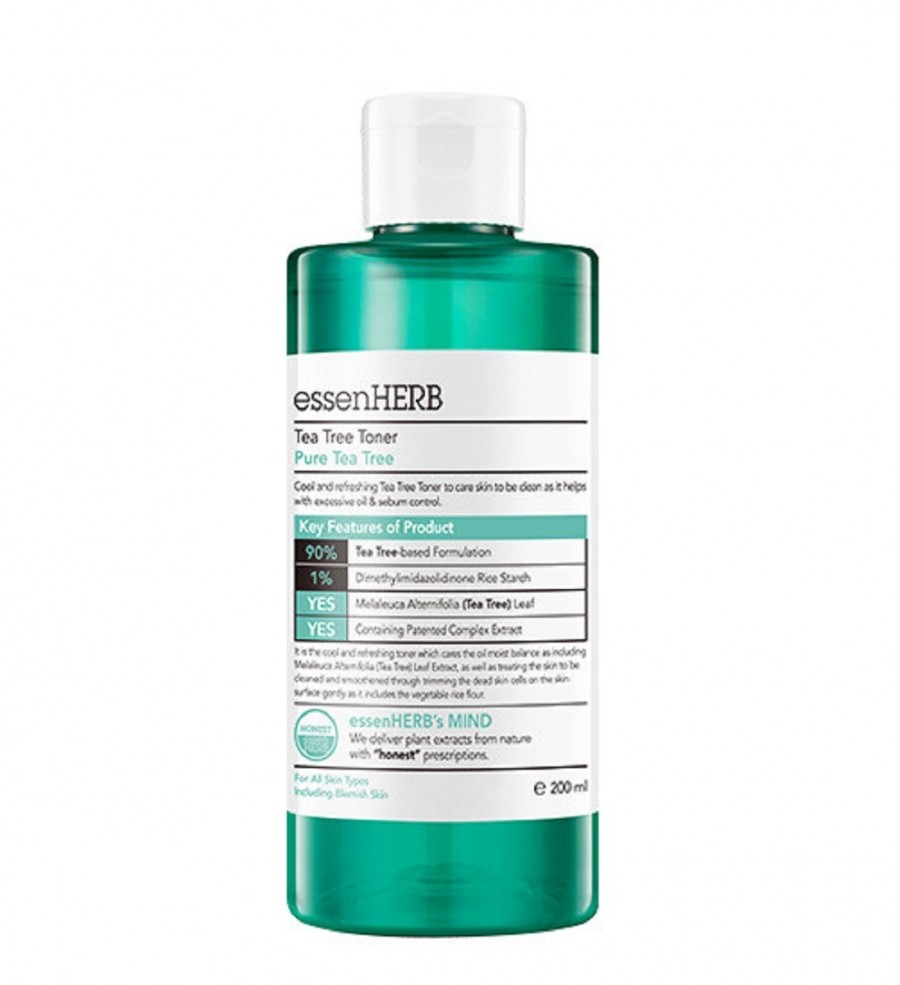 essenHERB
Tea Tree Toner
Pure Tea Tree
Cool and refreshing Tea Tree Toner to care skin to be clean as it helps
with excessive oil & sebum control.
Key Features of Product
90% Tea Tree-based Formulation
1% Dimethylimidazolidinone Rice Starch
YES Melaleuca Alternifolia (Tea Tree) Leaf
YES Containing Patented Complex Extract
It is the cool and refreshing toner which cares the oil moist balance as including
Melaleuca Alternifolia (Tea Tree) Leaf Extract, as well as treating the skin to be
cleaned and smoothened through trimming the dead skin cells on the skin
surface gently as it includes the vegetable rice flour.
HONEST
essenHERB's MIND
We deliver plant extracts from nature
with "honest" prescriptions.
For All Skin Types
Including Blemish Skin
e 200 ml